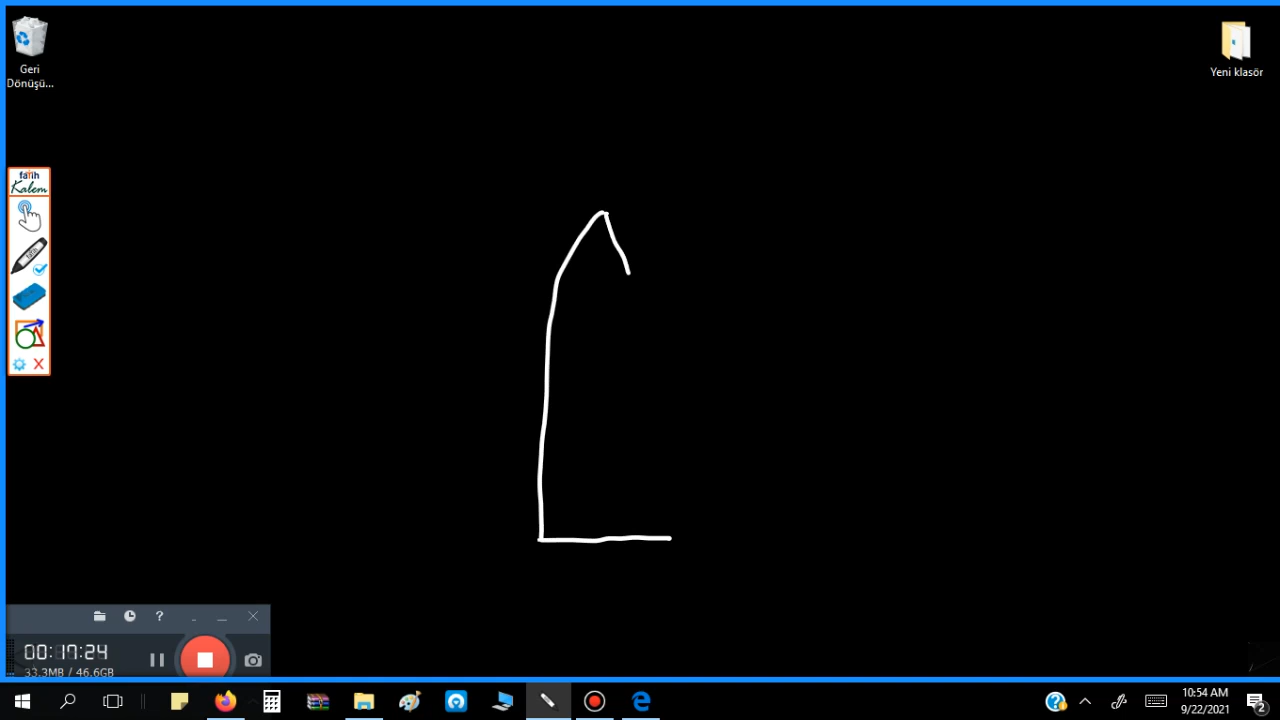 Geri
Dönüşü...
Yeni klasör
fatih
Kalem
fatih
?
00:17:24
33.3MB / 46.6GB
10:54 AM
9/22/2021
2